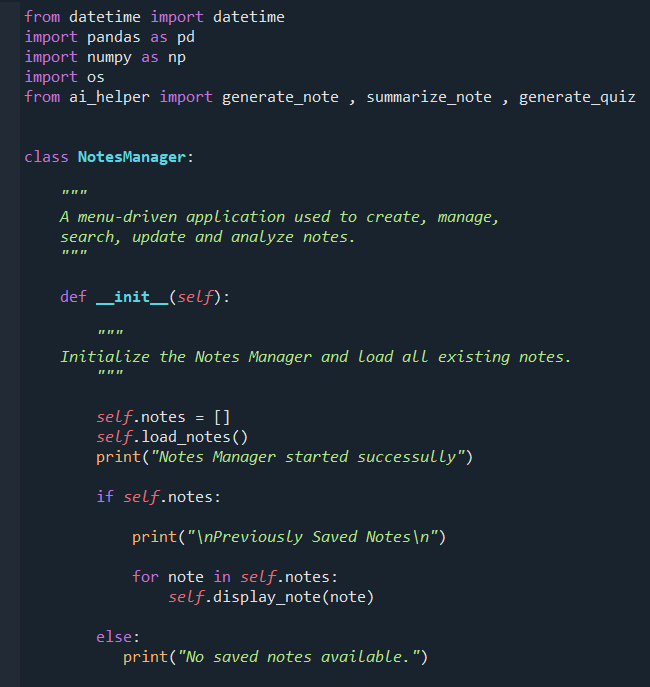 from datetime import datetime
import pandas as pd
import numpy as np
import os
from ai_helper import generate_note , summarize_note , generate_quiz
class NotesManager:
"""
A menu-driven application used to create, manage,
search, update and analyze notes.
"""
def __init__(self):
"""
Initialize the Notes Manager and load all existing notes.
"""
self.notes = []
self.load_notes()
print("Notes Manager started successully")
if self.notes:
print("\nPreviously Saved Notes\n")
for note in self.notes:
self.display_note(note)
else:
print("No saved notes available.")